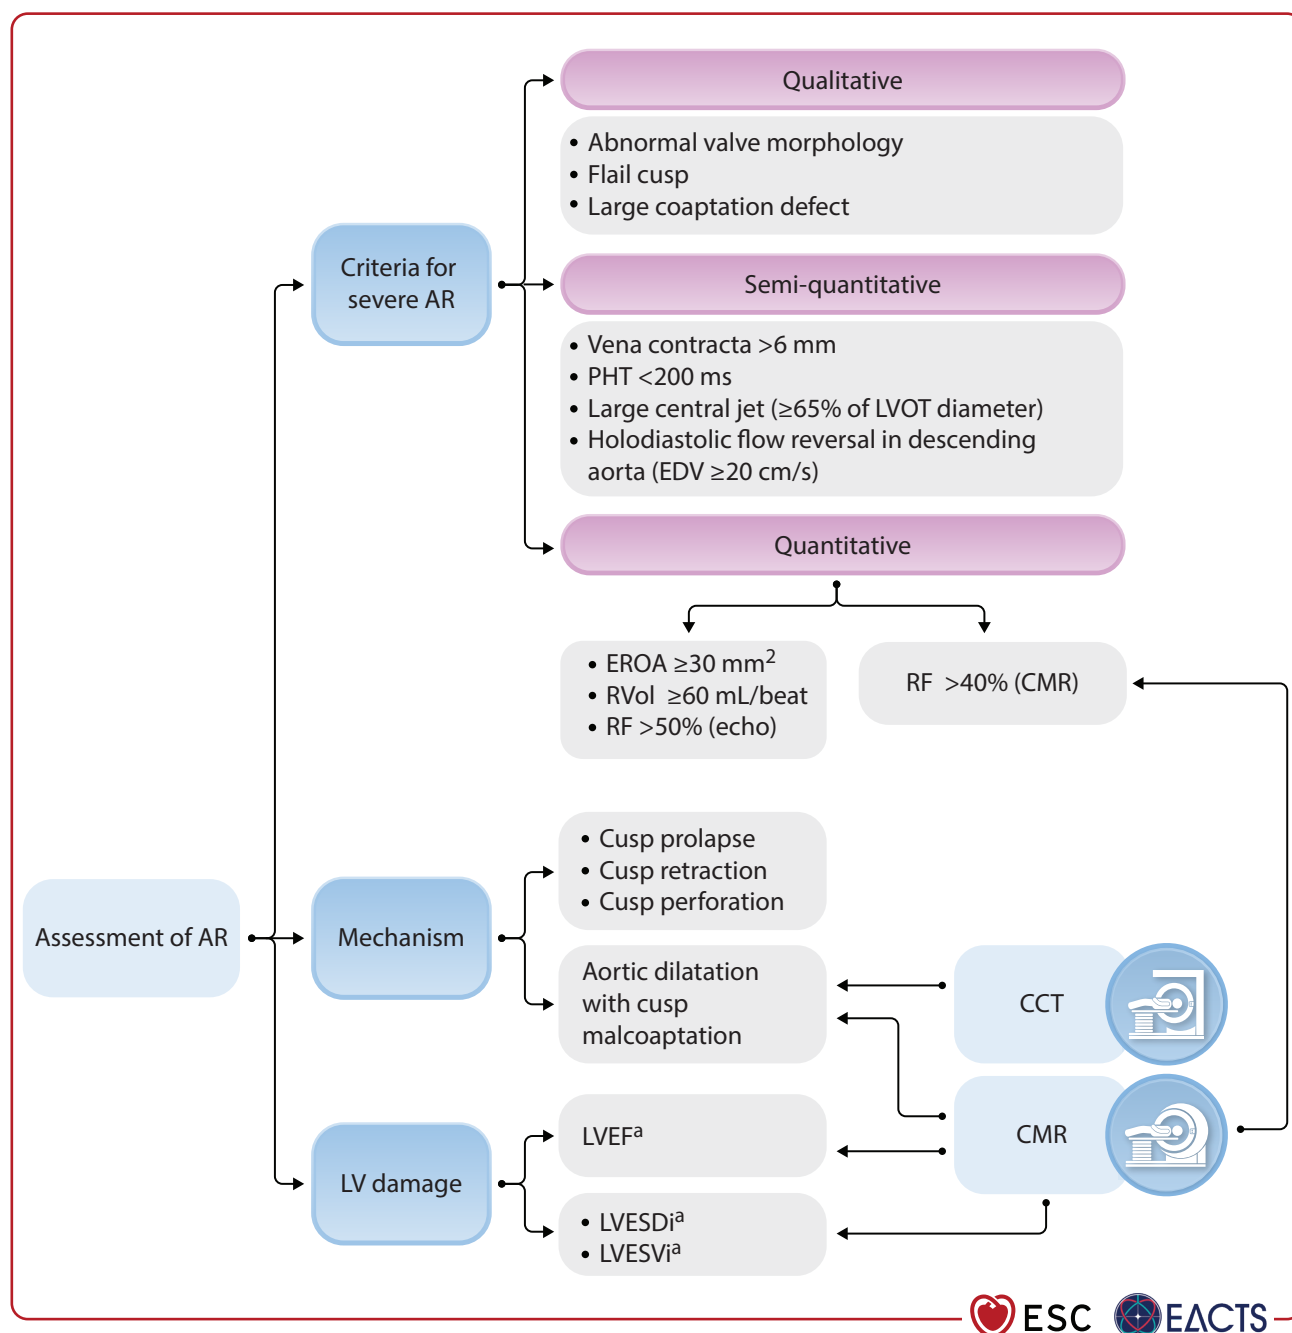 Qualitative
• Abnormal valve morphology
• Flail cusp
• Large coaptation defect
Criteria for
severe AR
Semi-quantitative
• Vena contracta >6 mm
• PHT <200 ms
• Large central jet (≥65% of LVOT diameter)
• Holodiastolic flow reversal in descending
aorta (EDV ≥20 cm/s)
Quantitative
• EROA ≥30 mm²
• RVol ≥60 mL/beat
• RF >50% (echo)
RF >40% (CMR)
Assessment of AR
Mechanism
• Cusp prolapse
• Cusp retraction
• Cusp perforation
Aortic dilatation
with cusp
malcoaptation
CCT
CMR
LV damage
LVEFᵃ
• LVESDiᵃ
• LVESViᵃ
ESC
EACTS